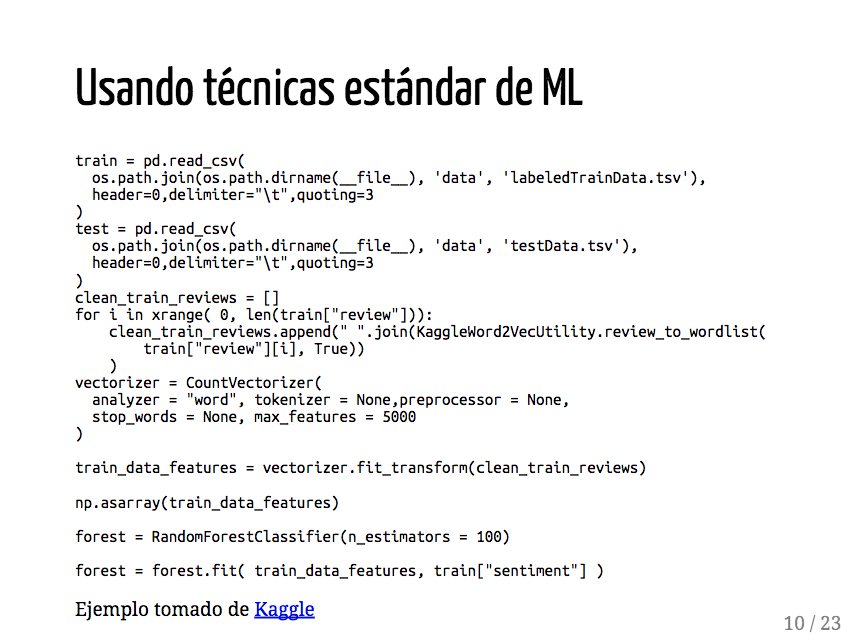 Usando técnicas estándar de ML
train = pd.read_csv(
  os.path.join(os.path.dirname(__file__), 'data', 'labeledTrainData.tsv'),
  header=0,delimiter="\t",quoting=3
)
test = pd.read_csv(
  os.path.join(os.path.dirname(__file__), 'data', 'testData.tsv'),
  header=0,delimiter="\t",quoting=3
)
clean_train_reviews = []
for i in xrange( 0, len(train["review"])):
    clean_train_reviews.append(" ".join(KaggleWord2VecUtility.review_to_wordlist(
        train["review"][i], True))
    )
vectorizer = CountVectorizer(
  analyzer = "word", tokenizer = None,preprocessor = None,
  stop_words = None, max_features = 5000
)
train_data_features = vectorizer.fit_transform(clean_train_reviews)
np.asarray(train_data_features)
forest = RandomForestClassifier(n_estimators = 100)
forest = forest.fit( train_data_features, train["sentiment"] )
Ejemplo tomado de Kaggle
10 / 23